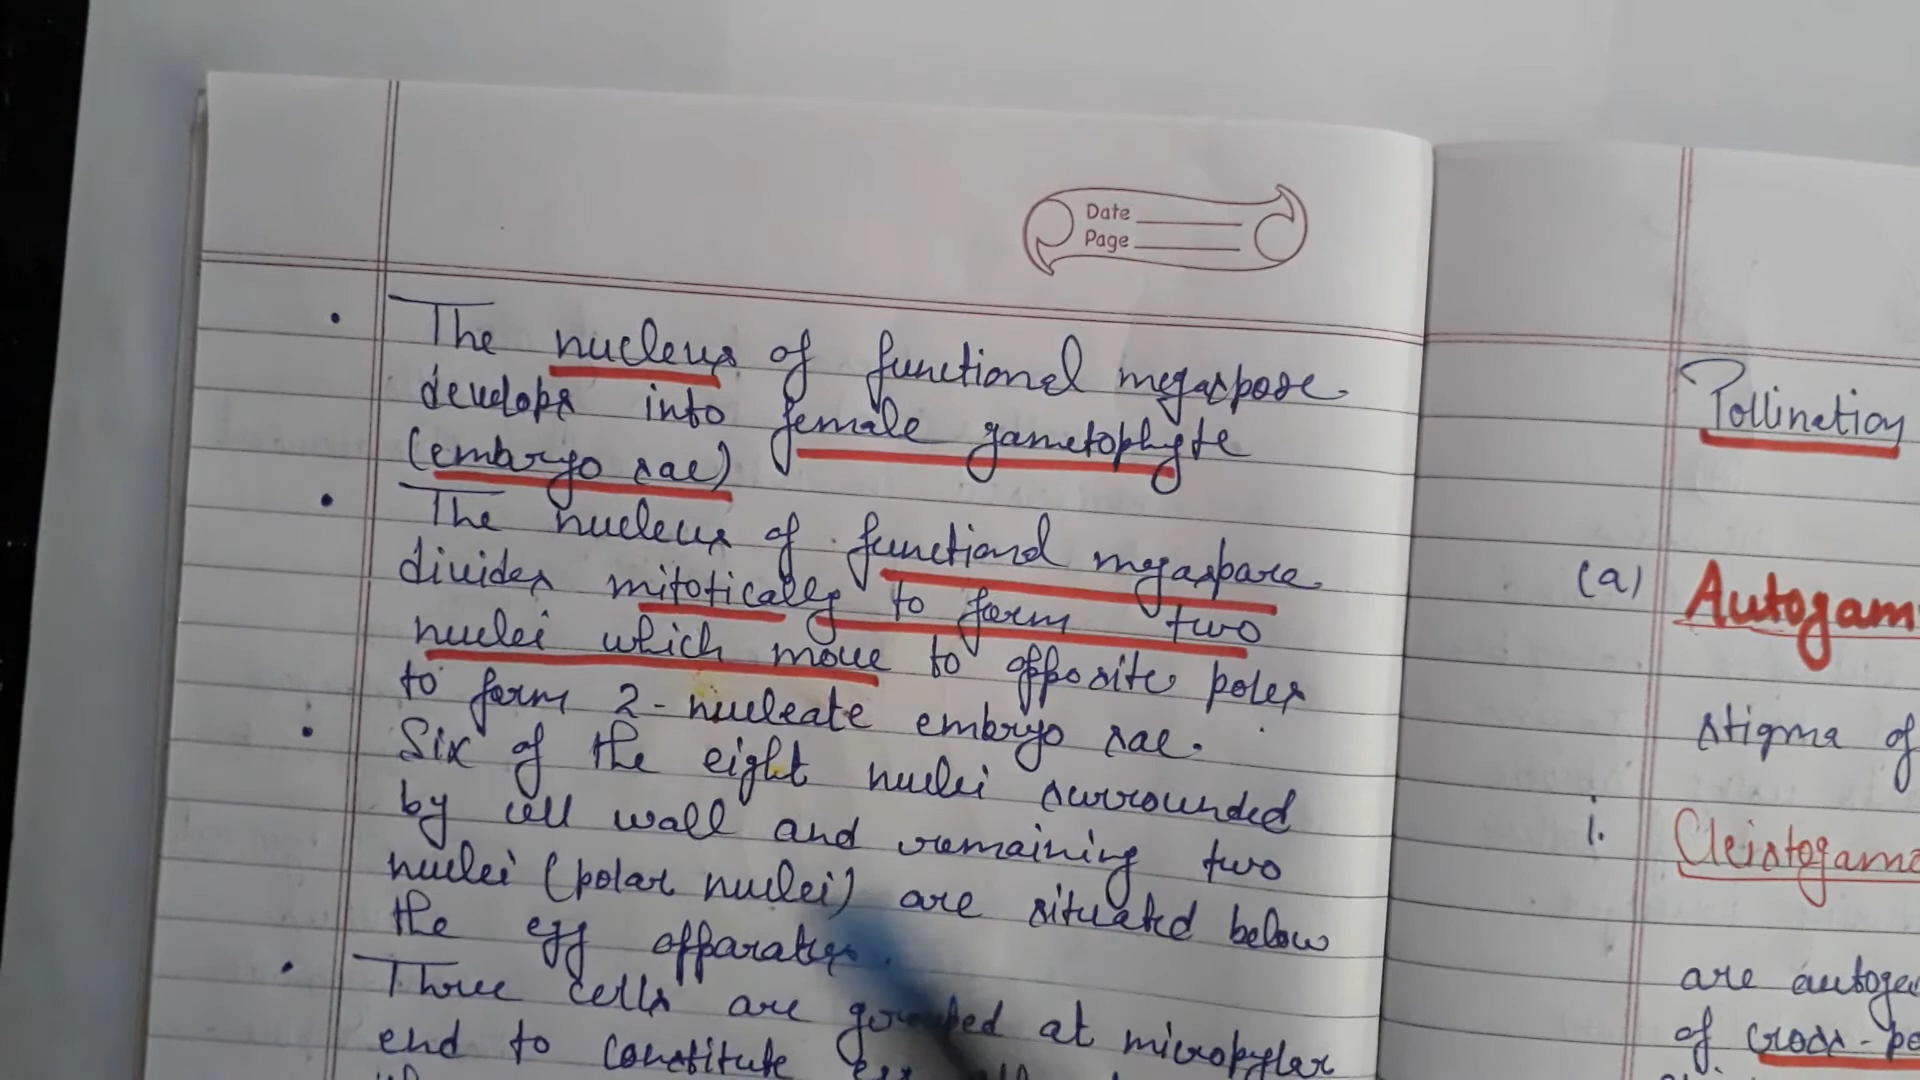 Date
Page
• The nucleus of functional megaspore
develops into female gametophyte
(embryo sac)
• The nucleus of functional megaspore
divides mitotically to form two
nuclei which move to opposite poles
to form 2-nucleate embryo sac.
• Six of the eight nuclei surrounded
by cell wall and remaining two
nuclei (polar nuclei) are situated below
the egg apparatus.
• Three cells are grouped at micropylar
end to constitute
Pollination
(a) Autogam
stigma of
1. Cleistogamo
are autoga
of cross-po